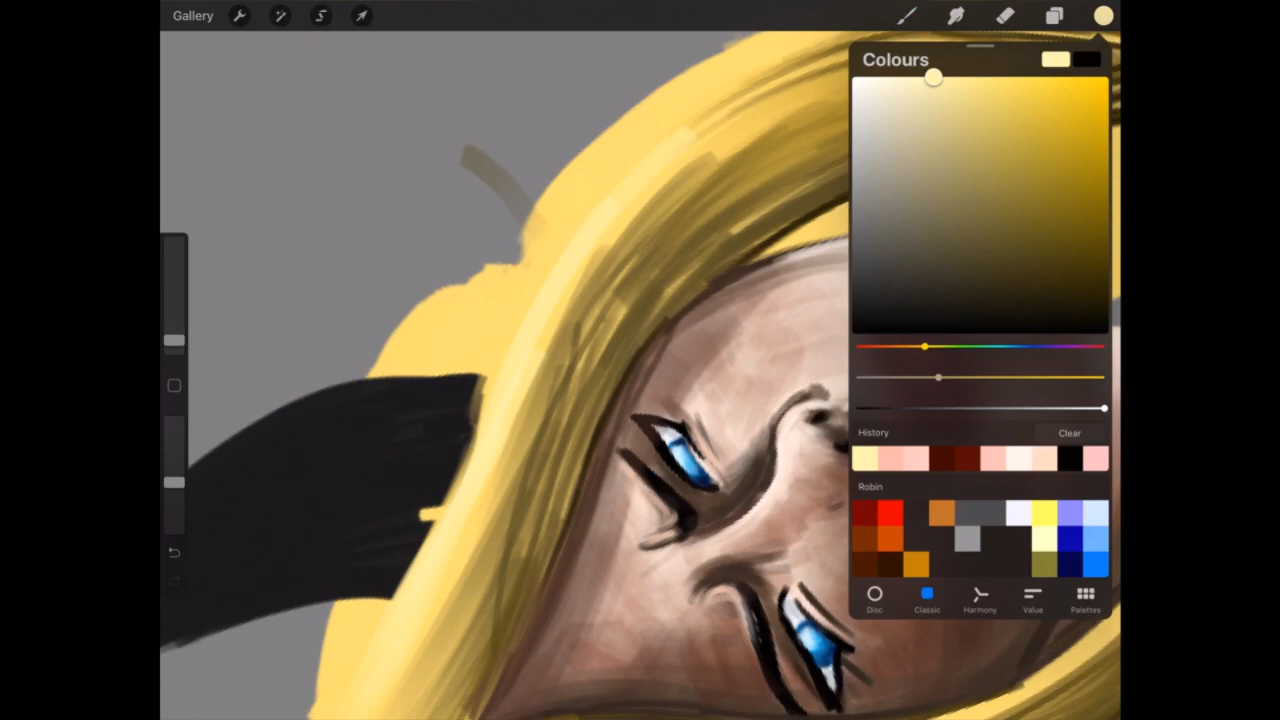 Gallery
Colours
History Clear
Robin
Disc Classic Harmony Value Palettes